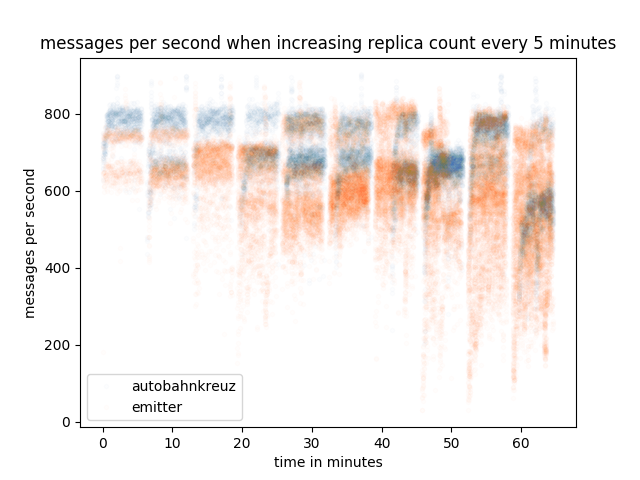 messages per second when increasing replica count every 5 minutes
messages per second
800
600
400
200
0
autobahnkreuz
emitter
0 10 20 30 40 50 60
time in minutes